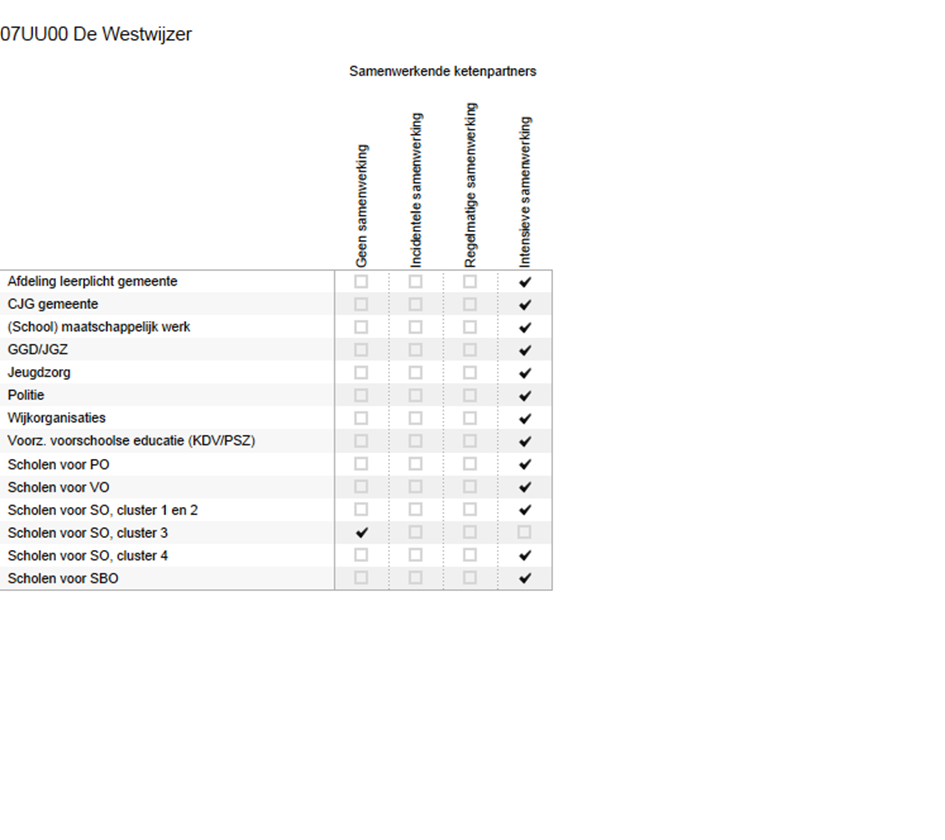 07UU00 De Westwijzer
Samenwerkende ketenpartners
Geen samenwerking
Incidentele samenwerking
Regelmatige samenwerking
Intensieve samenwerking
Afdeling leerplicht gemeente
CJG gemeente
(School) maatschappelijk werk
GGD/JGZ
Jeugdzorg
Politie
Wijkorganisaties
Voorz. voorschoolse educatie (KDV/PSZ)
Scholen voor PO
Scholen voor VO
Scholen voor SO, cluster 1 en 2
Scholen voor SO, cluster 3
Scholen voor SO, cluster 4
Scholen voor SBO